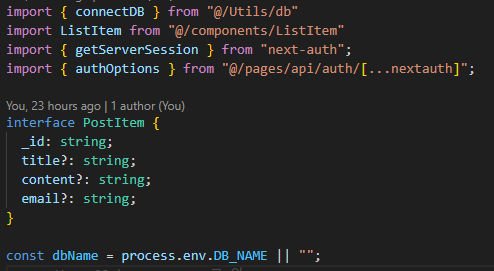 import { connectDB } from "@/Utils/db"
import ListItem from "@/components/ListItem"
import { getServerSession } from "next-auth";
import { authOptions } from "@/pages/api/auth/[...nextauth]";
You, 23 hours ago | 1 author (You)
interface PostItem {
_id: string;
title?: string;
content?: string;
email?: string;
}
const dbName = process.env.DB_NAME || "";